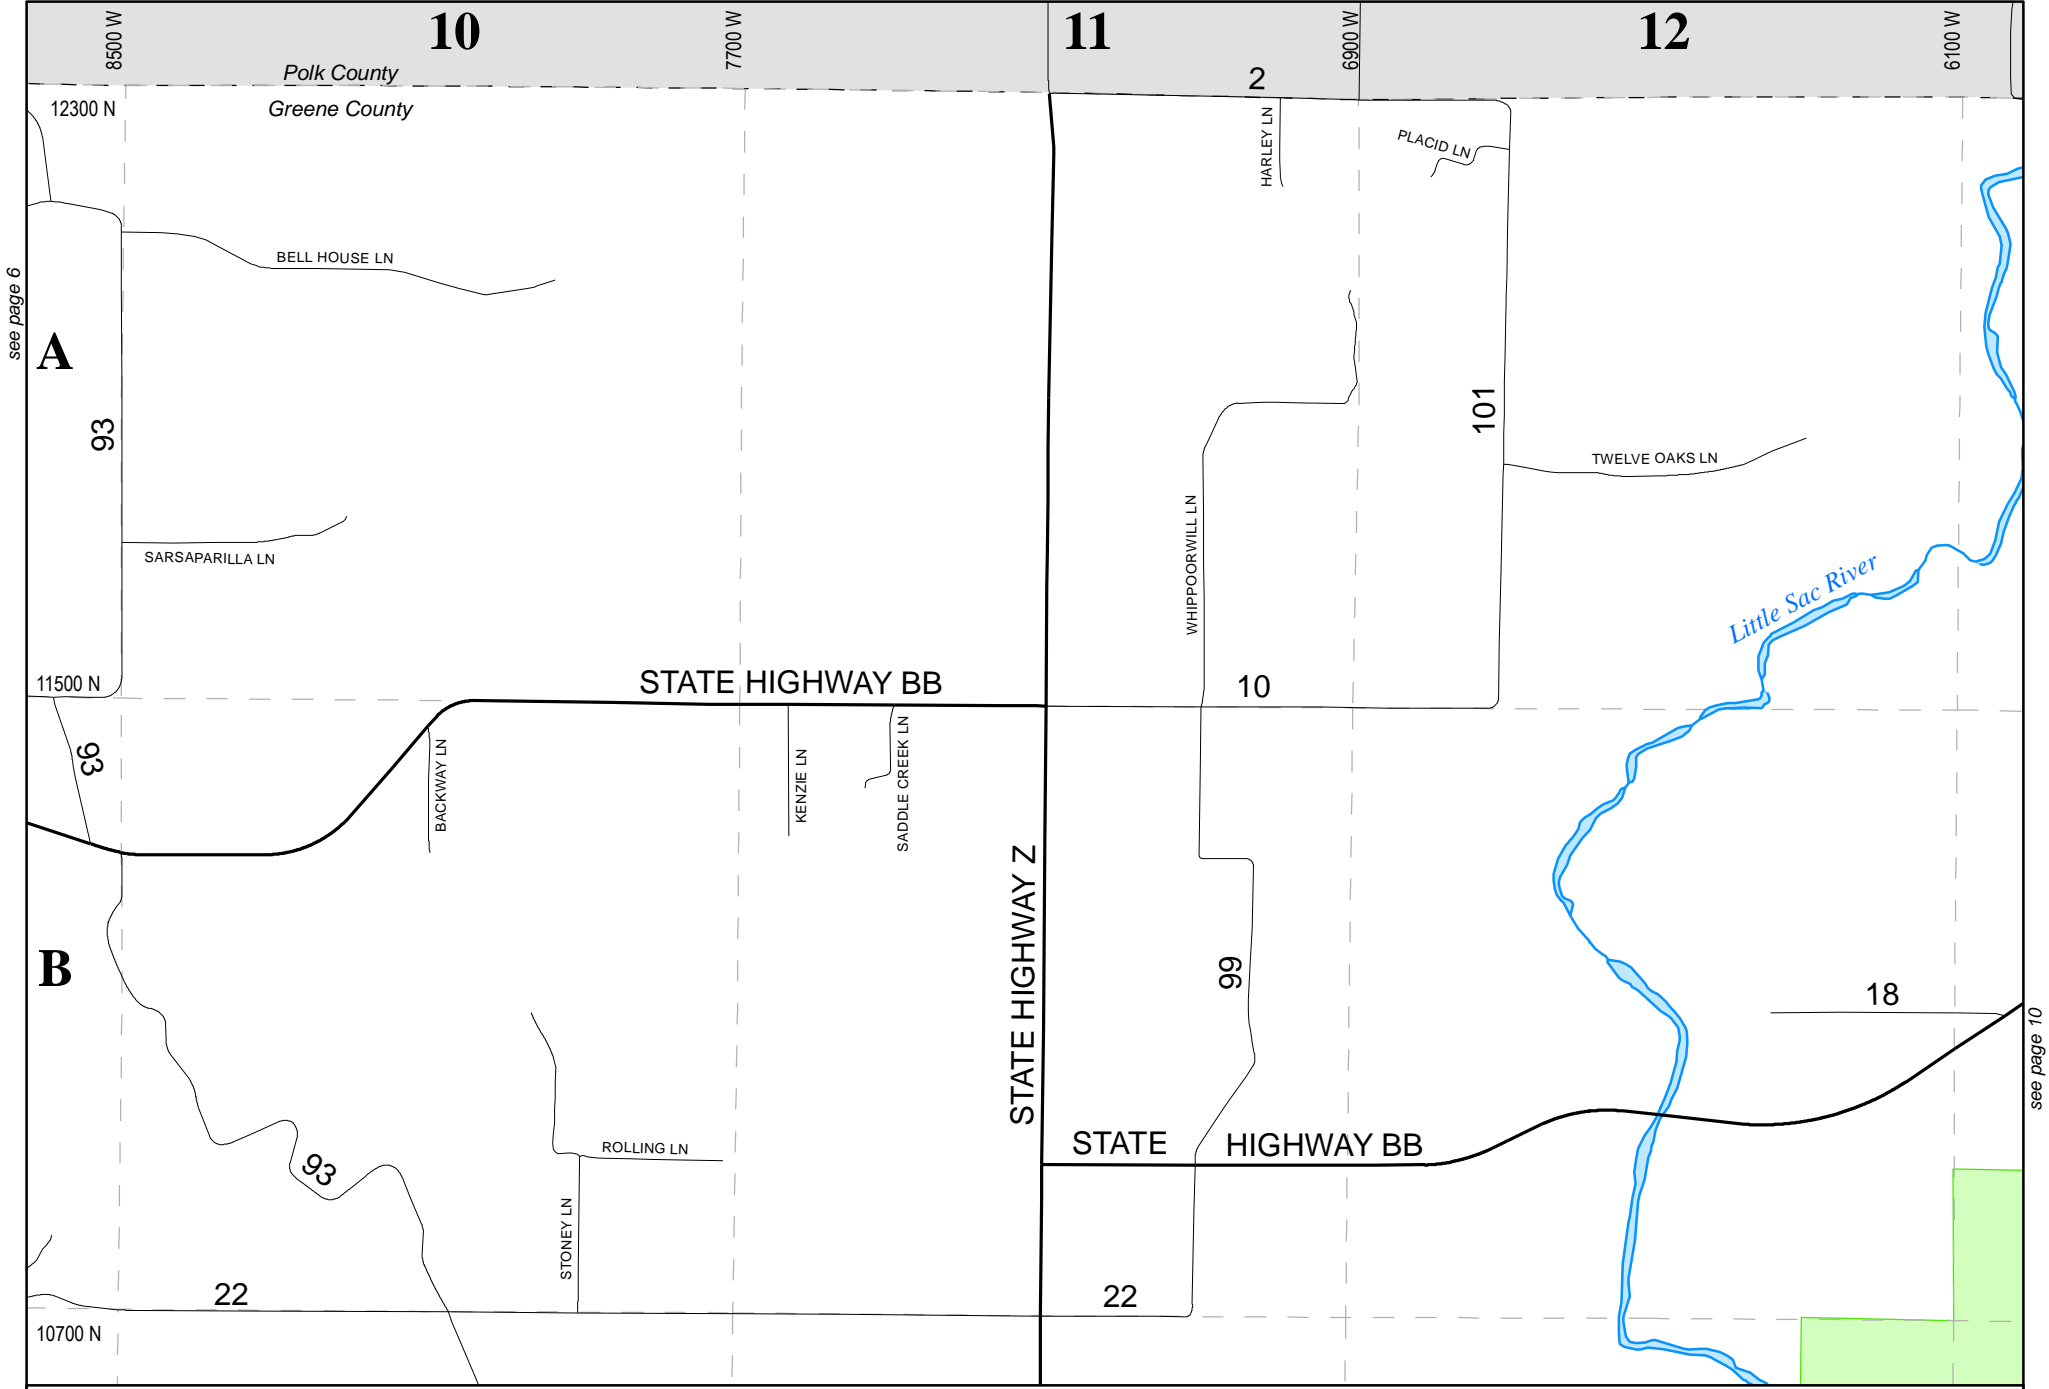 10
11
12
8500 W
7700 W
6900 W
6100 W
Polk County
Greene County
12300 N
2
HARLEY LN
PLACID LN
BELL HOUSE LN
see page 6
A
93
101
TWELVE OAKS LN
SARSAPARILLA LN
WHIPPOORWILL LN
Little Sac River
11500 N
STATE HIGHWAY BB
10
93
BACKWAY LN
KENZIE LN
SADDLE CREEK LN
STATE HIGHWAY Z
B
99
18
see page 10
STATE HIGHWAY BB
ROLLING LN
93
STONEY LN
22
22
10700 N